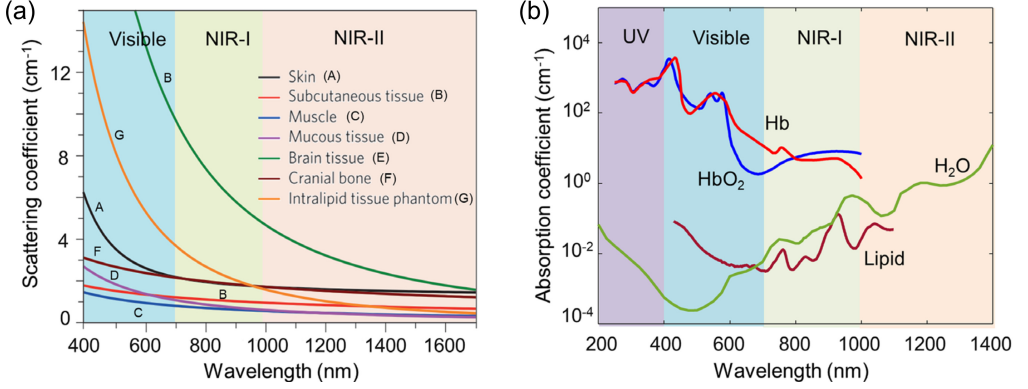 (a)
Visible
NIR-I
NIR-II
Scattering coefficient (cm⁻¹)
12
8
4
0
B
G
A
F
D
B
C
Skin (A)
Subcutaneous tissue (B)
Muscle (C)
Mucous tissue (D)
Brain tissue (E)
Cranial bone (F)
Intralipid tissue phantom (G)
400 600 800 1000 1200 1400 1600
Wavelength (nm)
(b)
UV
Visible
NIR-I
NIR-II
Absorption coefficient (cm⁻¹)
10⁴
10²
10⁰
10⁻²
10⁻⁴
Hb
HbO₂
H₂O
Lipid
200 400 600 800 1000 1200 1400
Wavelength (nm)